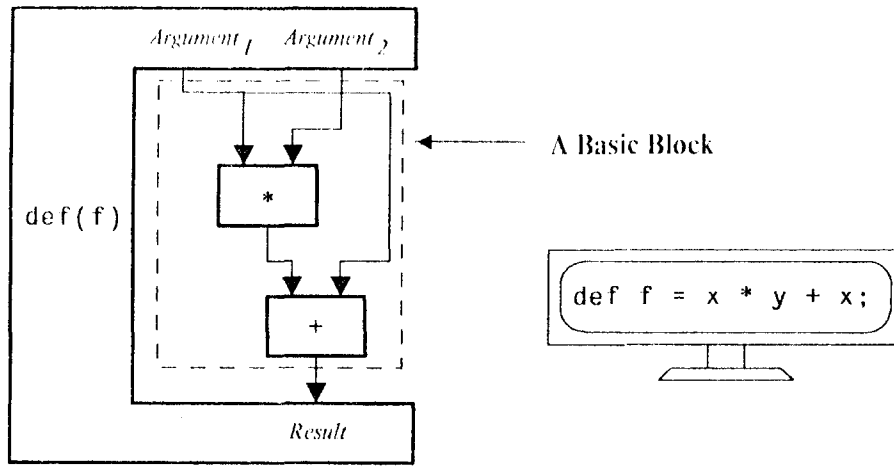 Argument 1 Argument 2
A Basic Block
*
def(f)
def f = x * y + x;
+
Result